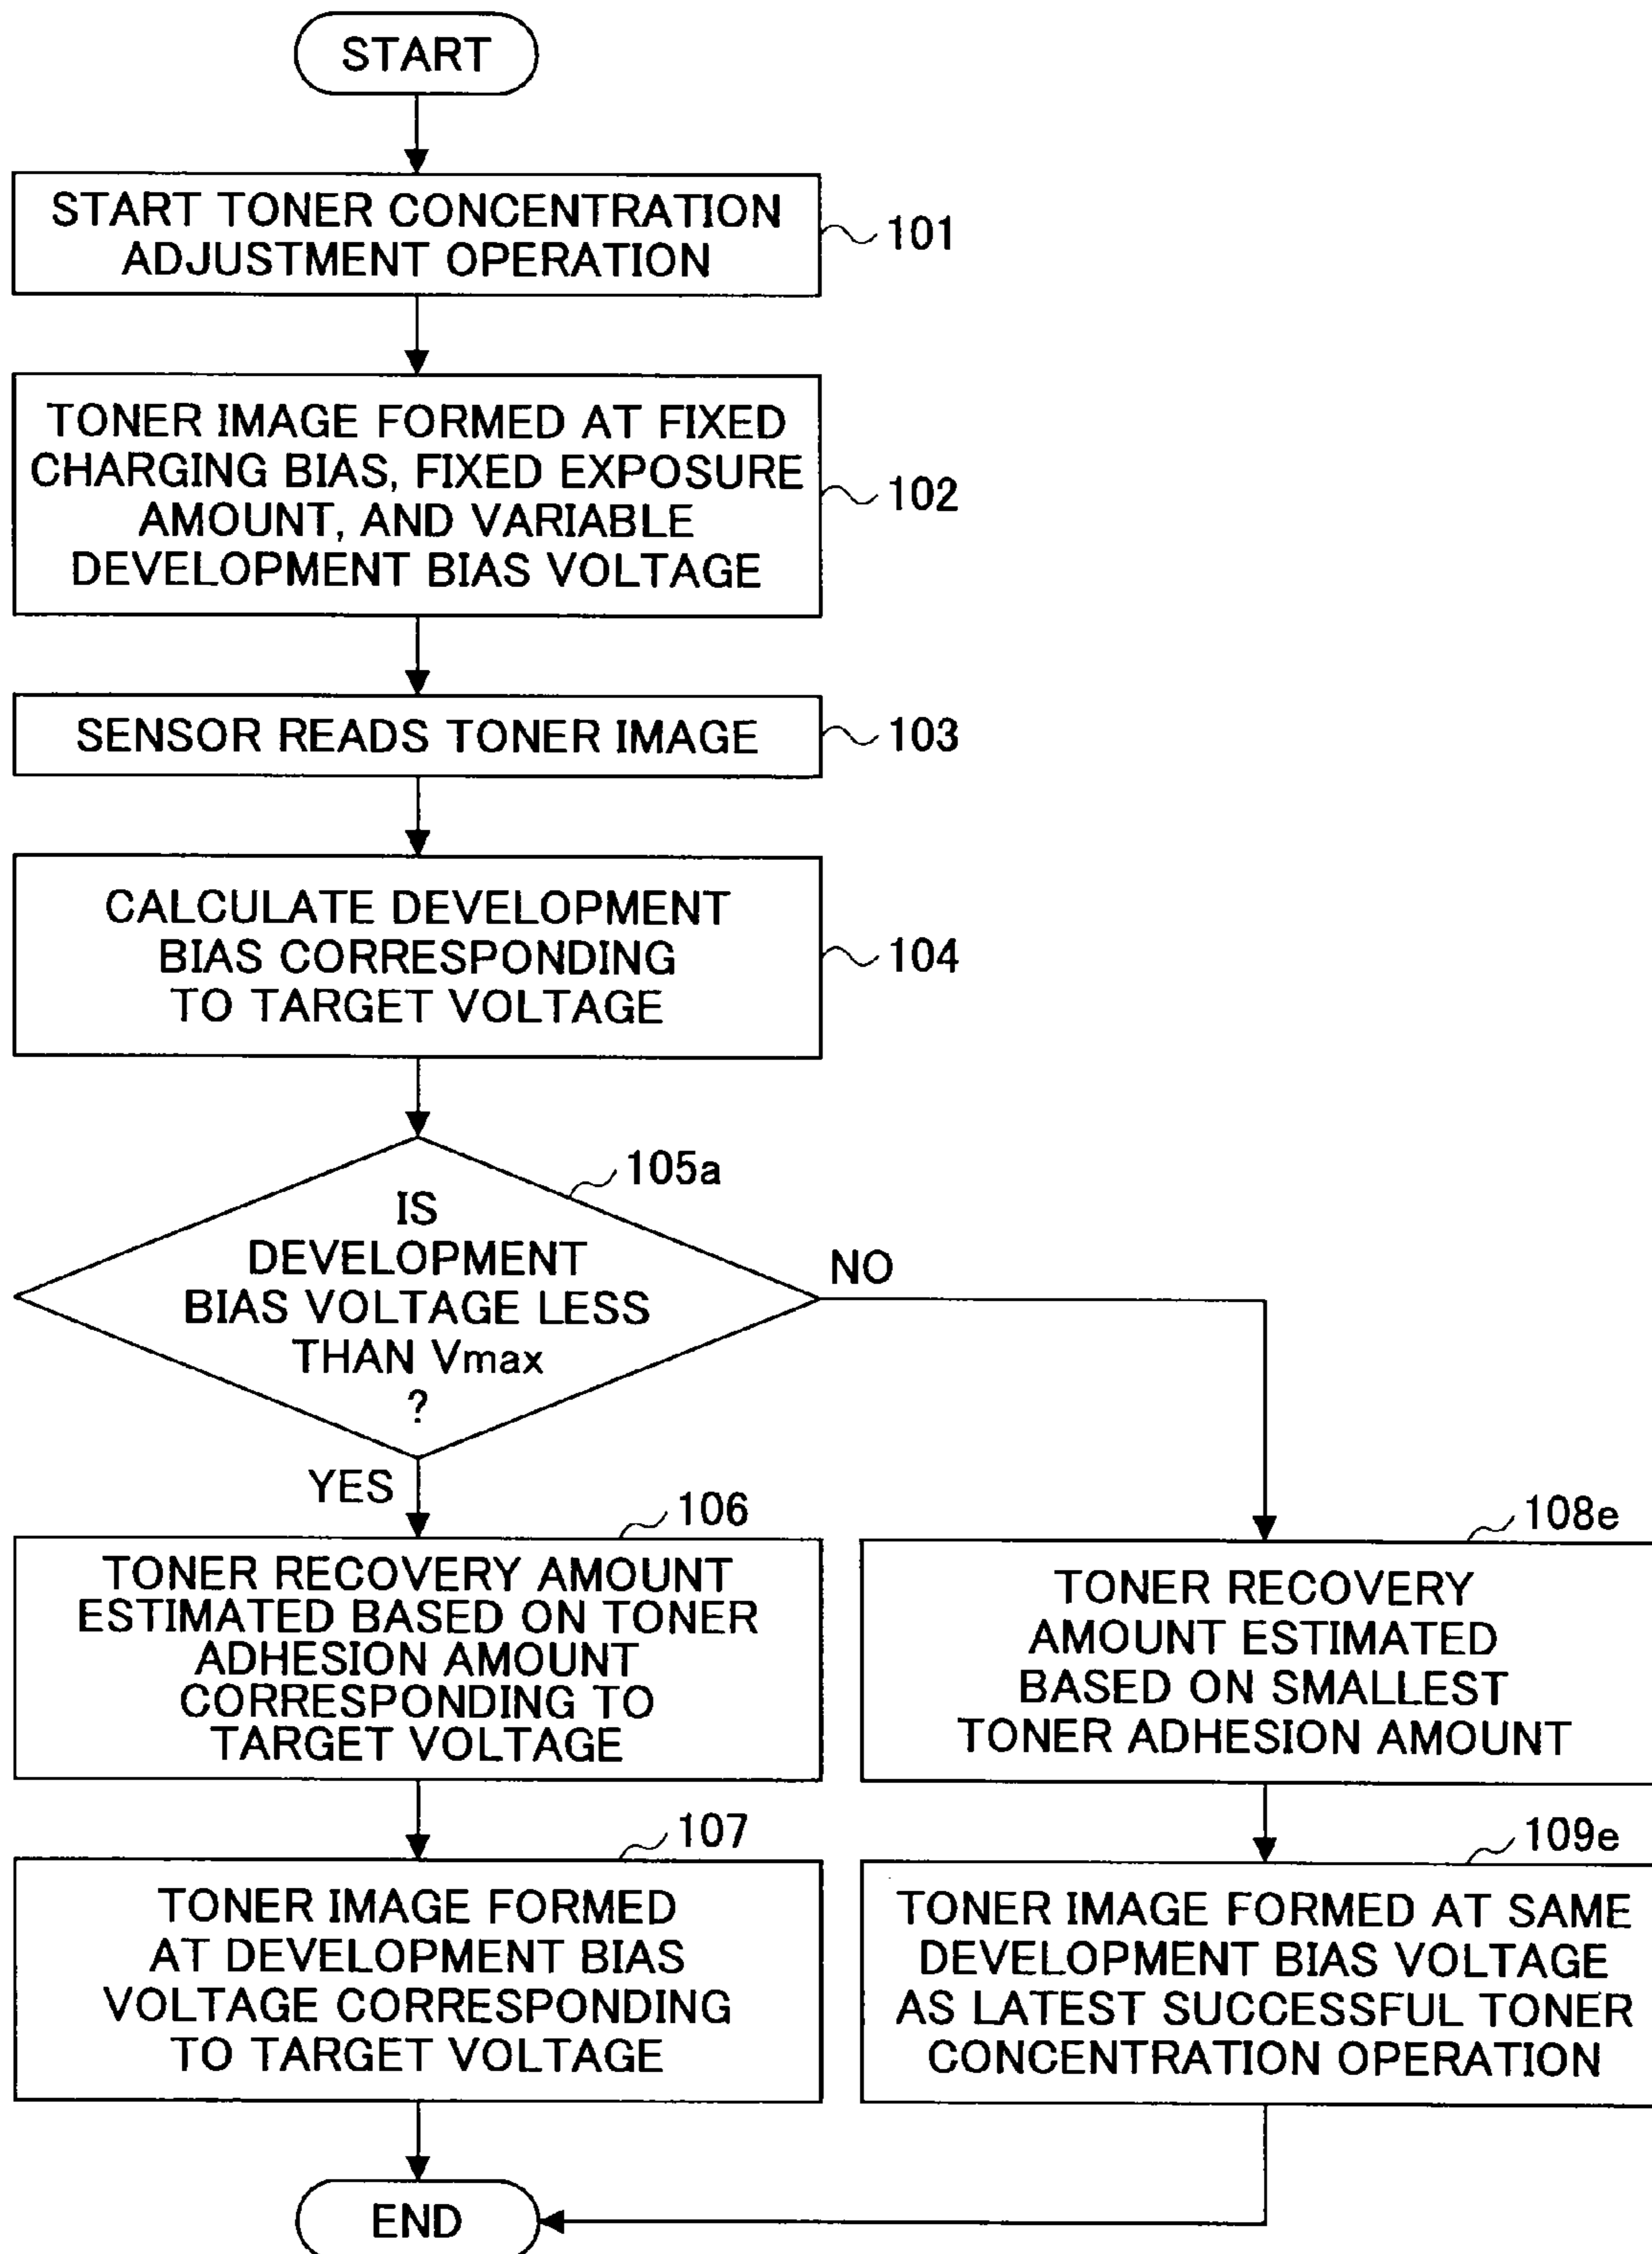 START
START TONER CONCENTRATION
ADJUSTMENT OPERATION
101
TONER IMAGE FORMED AT FIXED
CHARGING BIAS, FIXED EXPOSURE
AMOUNT, AND VARIABLE
DEVELOPMENT BIAS VOLTAGE
102
SENSOR READS TONER IMAGE
103
CALCULATE DEVELOPMENT
BIAS CORRESPONDING
TO TARGET VOLTAGE
104
105a
IS
DEVELOPMENT
BIAS VOLTAGE LESS
THAN Vmax
?
NO
YES
106
TONER RECOVERY AMOUNT
ESTIMATED BASED ON TONER
ADHESION AMOUNT
CORRESPONDING TO
TARGET VOLTAGE
108e
TONER RECOVERY
AMOUNT ESTIMATED
BASED ON SMALLEST
TONER ADHESION AMOUNT
107
TONER IMAGE FORMED
AT DEVELOPMENT BIAS
VOLTAGE CORRESPONDING
TO TARGET VOLTAGE
109e
TONER IMAGE FORMED AT SAME
DEVELOPMENT BIAS VOLTAGE
AS LATEST SUCCESSFUL TONER
CONCENTRATION OPERATION
END